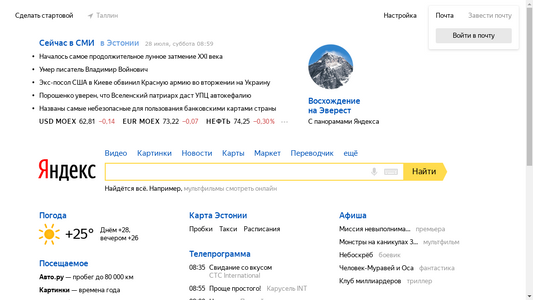 Сделать стартовой
Таллин
Настройка
Почта
Завести почту
Войти в почту
Сейчас в СМИ в Эстонии 28 июля, суббота 08:59
Началось самое продолжительное лунное затмение XXI века
Умер писатель Владимир Войнович
Экс-посол США в Киеве обвинил Красную армию во вторжении на Украину
Порошенко уверен, что Вселенский патриарх даст УПЦ автокефалию
Названы самые небезопасные для пользования банковскими картами страны
USD MOEX 62,81 −0,14 EUR MOEX 73,22 −0,07 НЕФТЬ 74,25 −0,30% ···
Восхождение
на Эверест
С панорамами Яндекса
Видео Картинки Новости Карты Маркет Переводчик ещё
Яндекс
Найти
Найдётся всё. Например, мультфильмы смотреть онлайн
Погода
+25°
Днём +28,
вечером +26
Посещаемое
Авто.ру — пробег до 80 000 км
Картинки — времена года
Карта Эстонии
Пробки Такси Расписания
Телепрограмма
08:35 Свидание со вкусом
CTC International
08:55 Проще простого! Карусель INT
Афиша
Миссия невыполнима... премьера
Монстры на каникулах 3... мультфильм
Небоскрёб боевик
Человек-Муравей и Оса фантастика
Клуб миллиардеров триллер